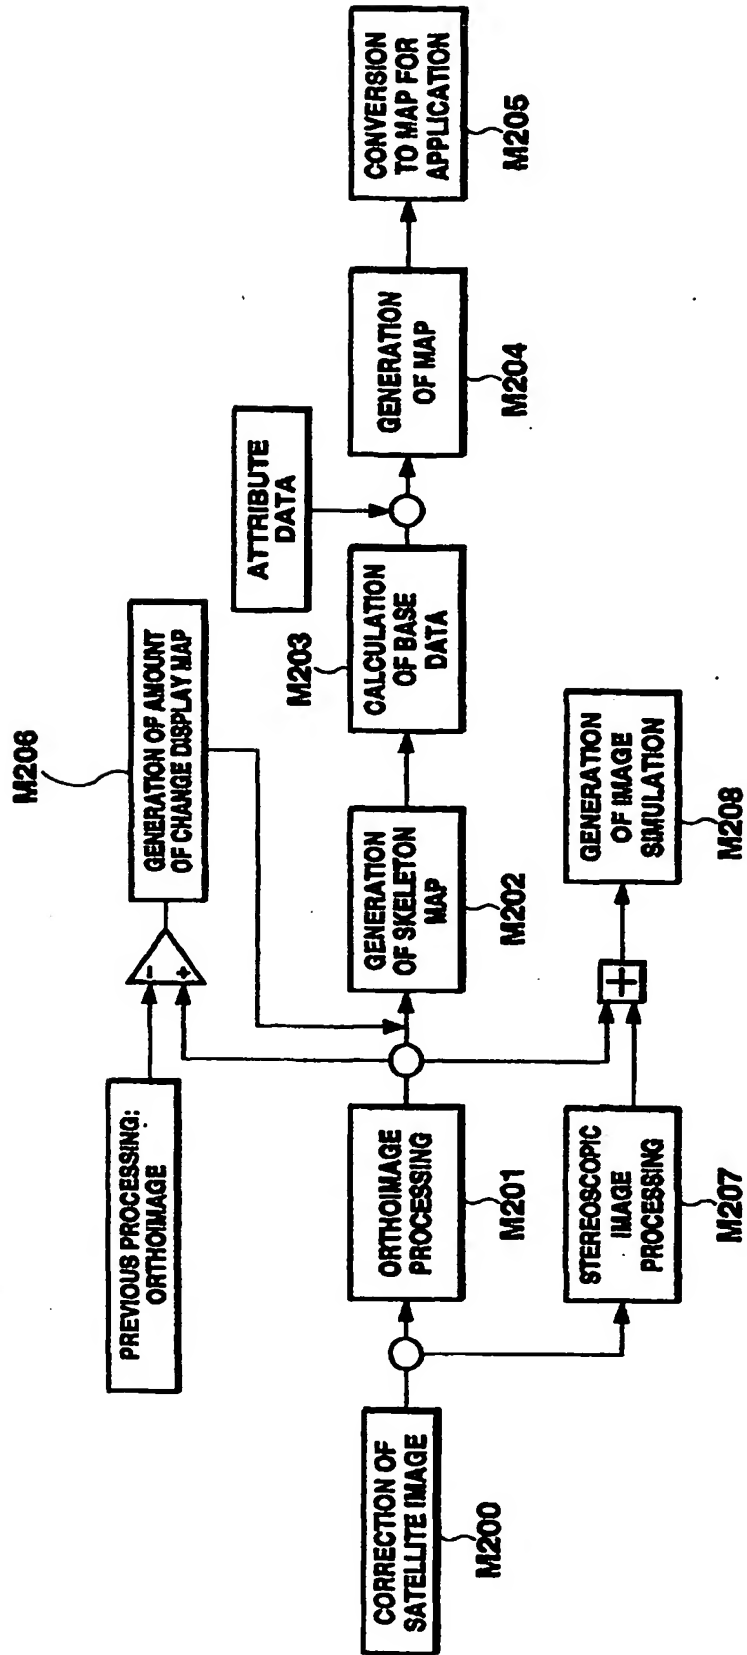 M206
GENERATION OF AMOUNT
OF CHANGE DISPLAY MAP
PREVIOUS PROCESSING:
ORTHOIMAGE
−
+
ATTRIBUTE
DATA
CORRECTION OF
SATELLITE IMAGE
M200
ORTHOIMAGE
PROCESSING
M201
GENERATION
OF SKELETON
MAP
M202
M203
CALCULATION
OF BASE
DATA
GENERATION
OF MAP
M204
CONVERSION
TO MAP FOR
APPLICATION
M205
STEREOSCOPIC
IMAGE
PROCESSING
M207
+
GENERATION
OF IMAGE
SIMULATION
M208